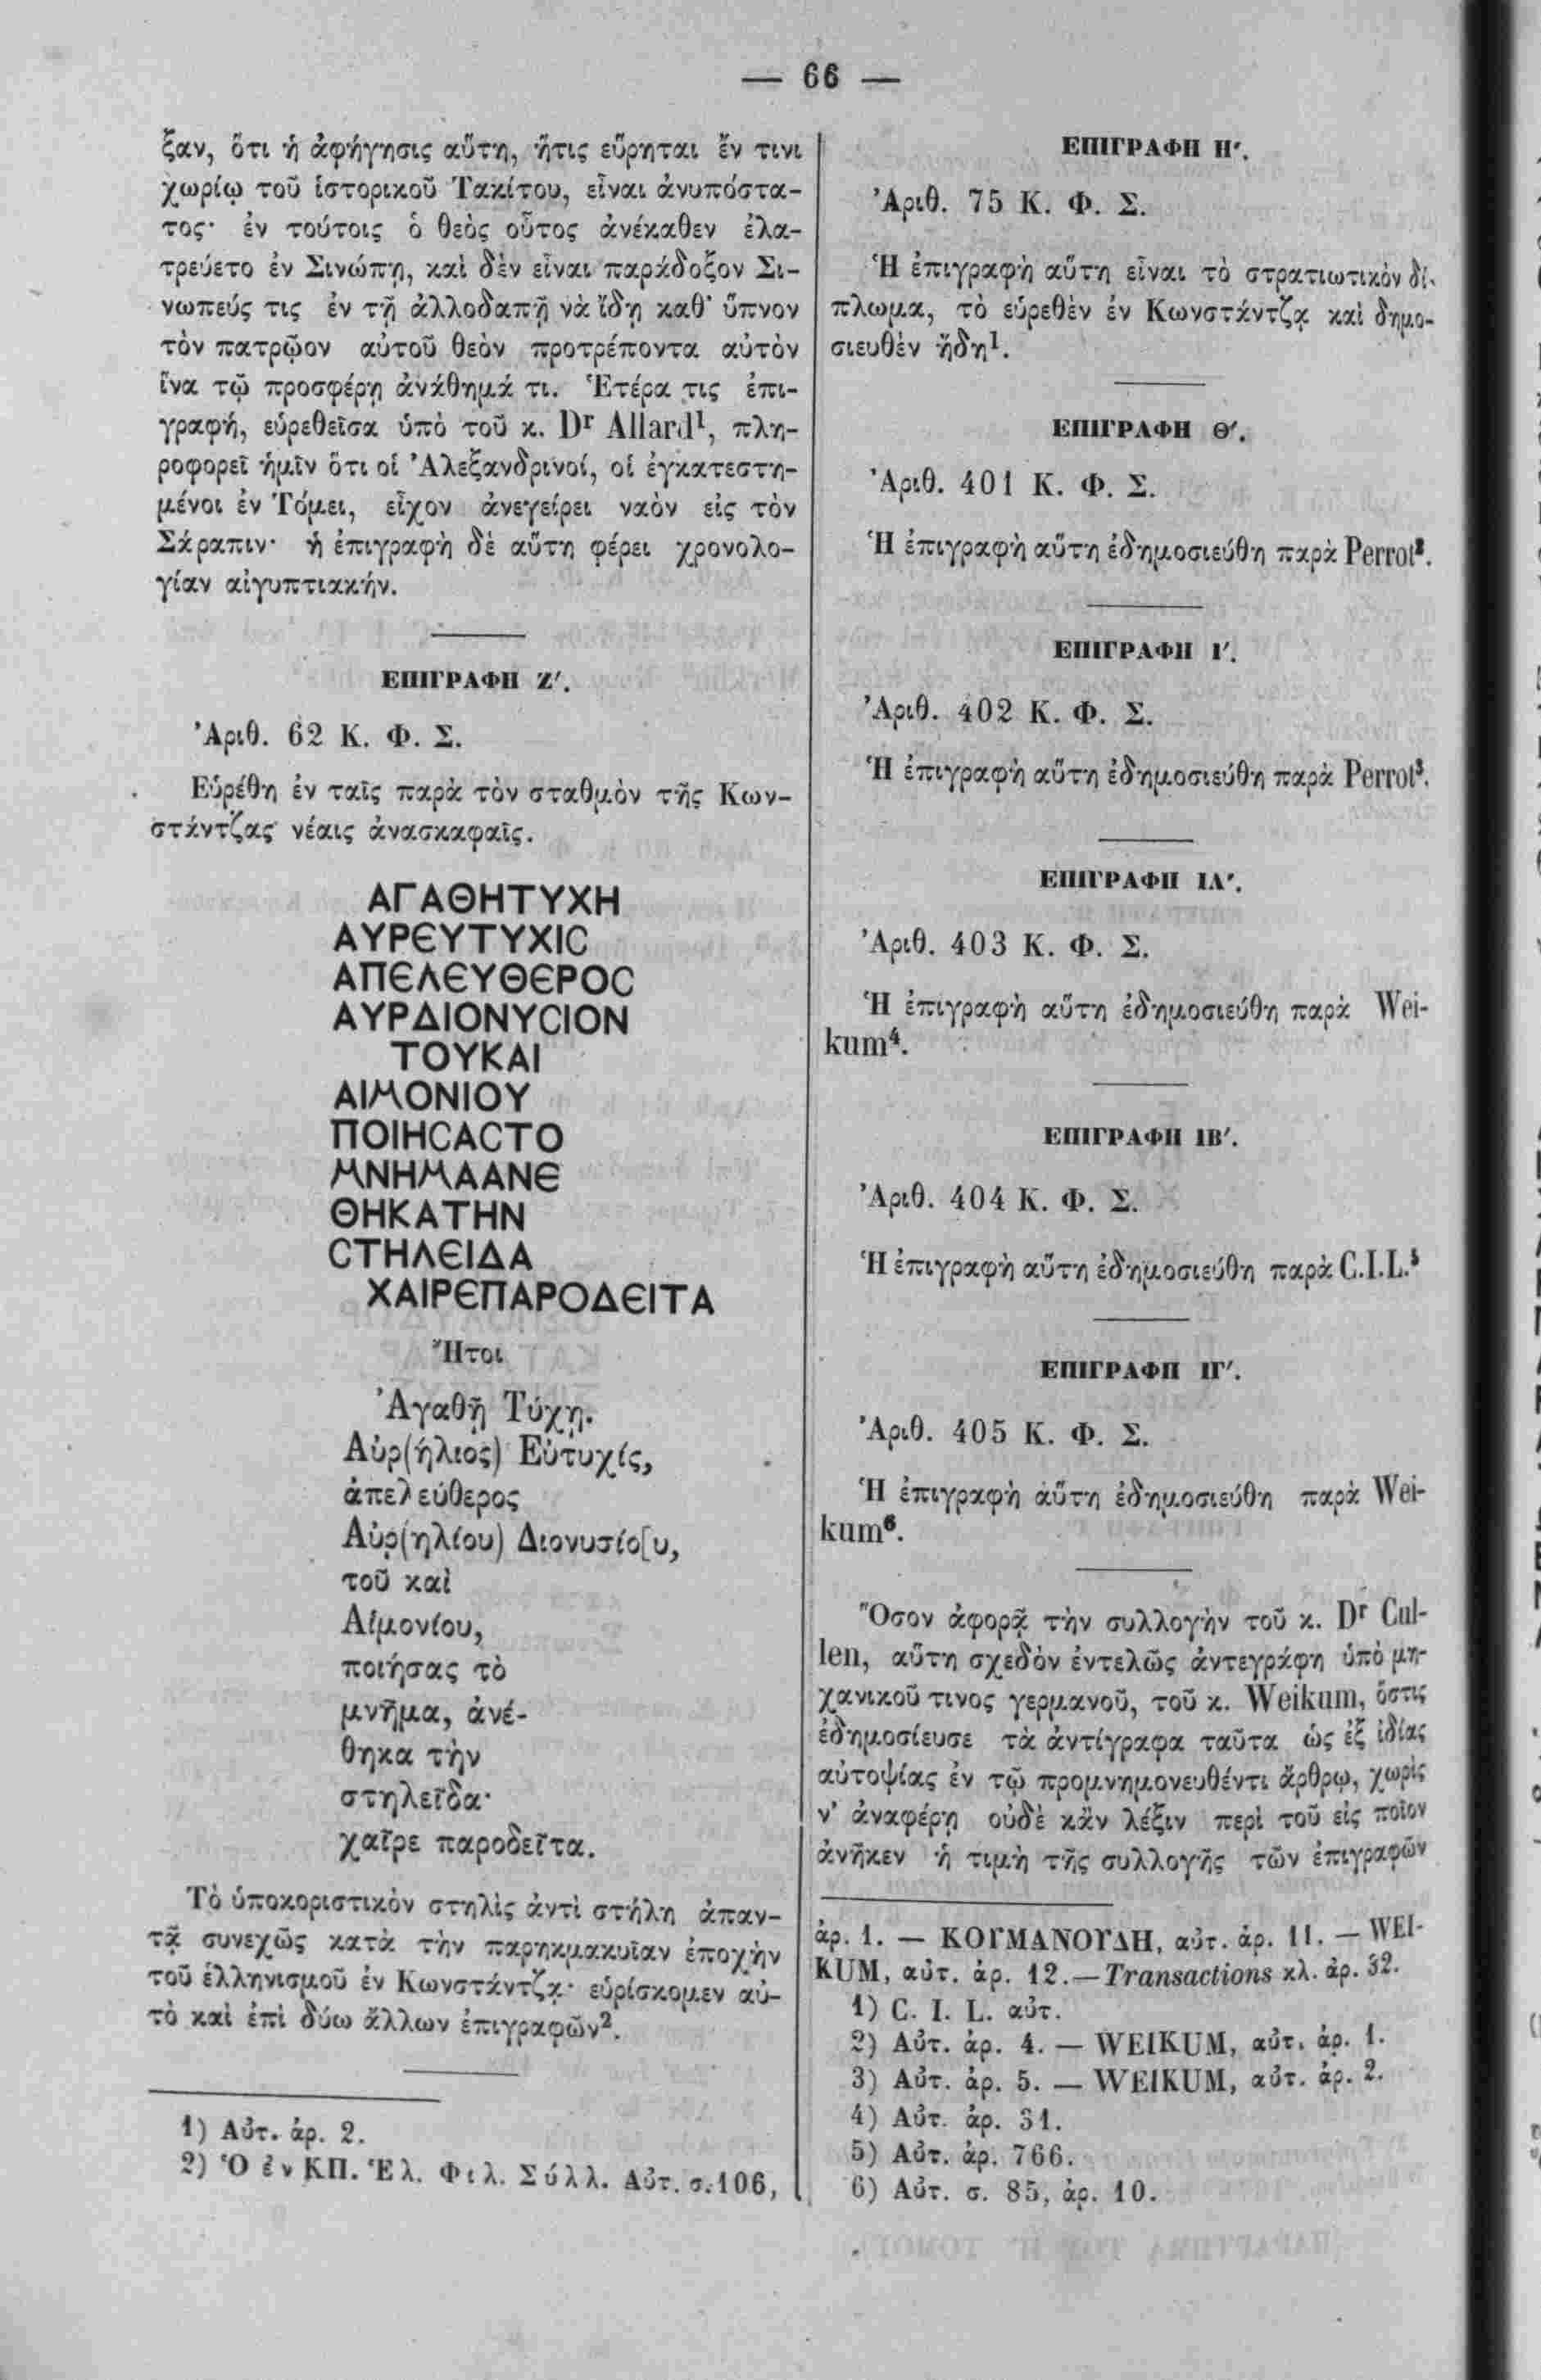 — 66 —
ξαν, ὅτι ἡ ἀφήγησις αὕτη, ἥτις εὕρηται ἔν τινι
χωρίῳ τοῦ ἱστορικοῦ Τακίτου, εἶναι ἀνυπόστα-
τος· ἐν τούτοις ὁ θεὸς οὗτος ἀνέκαθεν ἐλα-
τρεύετο ἐν Σινώπῃ, καὶ δὲν εἶναι παράδοξον Σι-
νωπεύς τις ἐν τῇ ἀλλοδαπῇ νὰ ἴδῃ καθ' ὕπνον
τὸν πατρῷον αὑτοῦ θεὸν προτρέποντα αὐτὸν
ἵνα τῷ προσφέρῃ ἀνάθημά τι. Ἑτέρα τις ἐπι-
γραφή, εὑρεθεῖσα ὑπὸ τοῦ κ. Dr Allard¹, πλη-
ροφορεῖ ἡμῖν ὅτι οἱ Ἀλεξανδρινοί, οἱ ἐγκατεστη-
μένοι ἐν Τόμει, εἶχον ἀνεγείρει ναὸν εἰς τὸν
Σάραπιν· ἡ ἐπιγραφὴ δὲ αὕτη φέρει χρονολο-
γίαν αἰγυπτιακήν.
ΕΠΙΓΡΑΦΗ Ζ'.
Ἀριθ. 62 Κ. Φ. Σ.
Εὑρέθη ἐν ταῖς παρὰ τὸν σταθμὸν τῆς Κων-
στάντζας νέαις ἀνασκαφαῖς.
ΑΓΑΘΗΤΥΧΗ
ΑΥΡЄΥΤΥΧΙC
ΑΠЄΛЄΥΘЄΡΟC
ΑΥΡΔΙΟΝΥCΙΟΝ
ΤΟΥΚΑΙ
ΑΙΜΟΝΙΟΥ
ΠΟΙΗCΑCΤΟ
ΜΝΗΜΑΑΝЄ
ΘΗΚΑΤΗΝ
CΤΗΛЄΙΔΑ
ΧΑΙΡЄΠΑΡΟΔЄΙΤΑ
Ἤτοι
Ἀγαθῇ Τύχῃ.
Αὐρ(ήλιος) Εὐτυχίς,
ἀπελεύθερος
Αὐρ(ηλίου) Διονυσίο[υ,
τοῦ καὶ
Αἱμονίου,
ποιήσας τὸ
μνῆμα, ἀνέ-
θηκα τὴν
στηλεῖδα·
χαῖρε παροδεῖτα.
Τὸ ὑποκοριστικὸν στηλὶς ἀντὶ στήλη ἀπαν-
τᾷ συνεχῶς κατὰ τὴν παρηκμακυῖαν ἐποχὴν
τοῦ ἑλληνισμοῦ ἐν Κωνστάντζᾳ· εὑρίσκομεν αὐ-
τὸ καὶ ἐπὶ δύω ἄλλων ἐπιγραφῶν².
1) Αὐτ. ἀρ. 2.
2) Ὁ ἐν ΚΠ. Ἑλ. Φιλ. Σύλλ. Αὐτ. σ. 106,
ΕΠΙΓΡΑΦΗ Η'.
Ἀριθ. 75 Κ. Φ. Σ.
Ἡ ἐπιγραφὴ αὕτη εἶναι τὸ στρατιωτικὸν δί-
πλωμα, τὸ εὑρεθὲν ἐν Κωνστάντζᾳ καὶ δημο-
σιευθὲν ἤδη¹.
ΕΠΙΓΡΑΦΗ Θ'.
Ἀριθ. 401 Κ. Φ. Σ.
Ἡ ἐπιγραφὴ αὕτη ἐδημοσιεύθη παρὰ Perrot².
ΕΠΙΓΡΑΦΗ Ι'.
Ἀριθ. 402 Κ. Φ. Σ.
Ἡ ἐπιγραφὴ αὕτη ἐδημοσιεύθη παρὰ Perrot³.
ΕΠΙΓΡΑΦΗ ΙΑ'.
Ἀριθ. 403 Κ. Φ. Σ.
Ἡ ἐπιγραφὴ αὕτη ἐδημοσιεύθη παρὰ Wei-
kum⁴.
ΕΠΙΓΡΑΦΗ ΙΒ'.
Ἀριθ. 404 Κ. Φ. Σ.
Ἡ ἐπιγραφὴ αὕτη ἐδημοσιεύθη παρὰ C.I.L.⁵
ΕΠΙΓΡΑΦΗ ΙΓ'.
Ἀριθ. 405 Κ. Φ. Σ.
Ἡ ἐπιγραφὴ αὕτη ἐδημοσιεύθη παρὰ Wei-
kum⁶.
Ὅσον ἀφορᾷ τὴν συλλογὴν τοῦ κ. Dr Cul-
len, αὕτη σχεδὸν ἐντελῶς ἀντεγράφη ὑπὸ μη-
χανικοῦ τινος γερμανοῦ, τοῦ κ. Weikum, ὅστις
ἐδημοσίευσε τὰ ἀντίγραφα ταῦτα ὡς ἐξ ἰδίας
αὐτοψίας ἐν τῷ προμνημονευθέντι ἄρθρῳ, χωρὶς
ν' ἀναφέρῃ οὐδὲ κἂν λέξιν περὶ τοῦ εἰς ποῖον
ἀνῆκεν ἡ τιμὴ τῆς συλλογῆς τῶν ἐπιγραφῶν
ἀρ. 1. — ΚΟΥΜΑΝΟΥΔΗ, αὐτ. ἀρ. 11. — WEI-
KUM, αὐτ. ἀρ. 12.—Transactions κλ. ἀρ. 32.
1) C. I. L. αὐτ.
2) Αὐτ. ἀρ. 4. — WEIKUM, αὐτ. ἀρ. 1.
3) Αὐτ. ἀρ. 5. — WEIKUM, αὐτ. ἀρ. 2.
4) Αὐτ. ἀρ. 31.
5) Αὐτ. ἀρ. 766.
6) Αὐτ. σ. 85, ἀρ. 10.